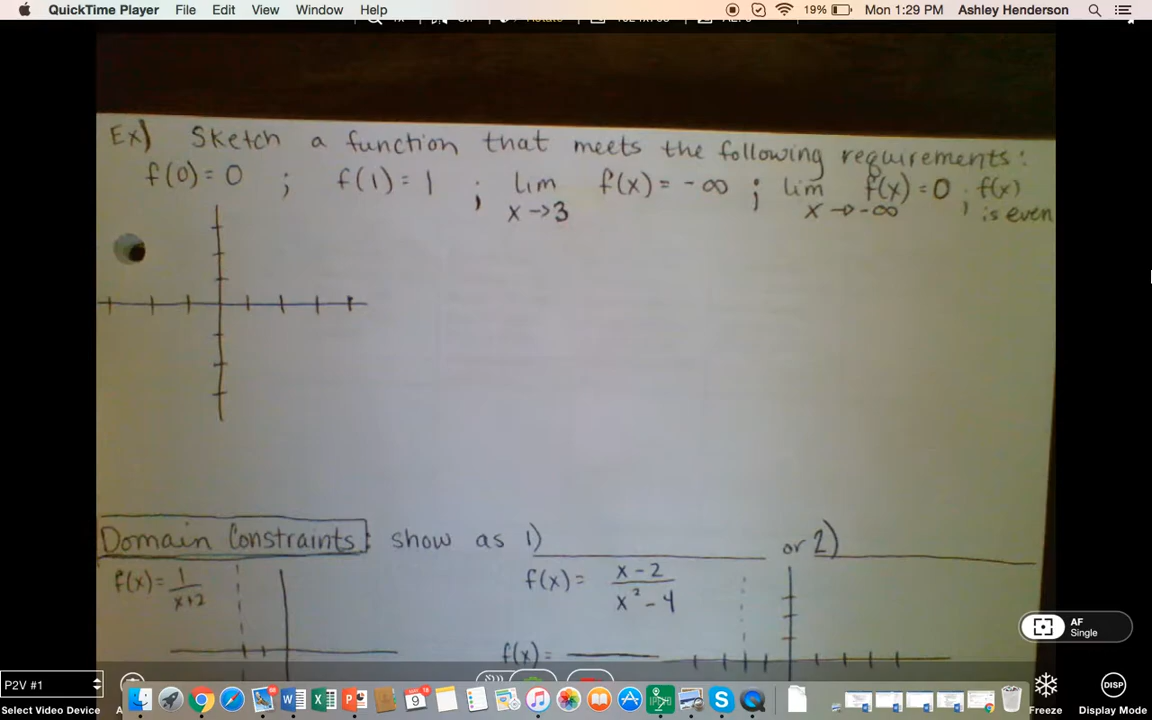 QuickTime Player File Edit View Window Help 19% Mon 1:29 PM Ashley Henderson
Ex) Sketch a function that meets the following requirements:
f(0) = 0 ; f(1) = 1 ; lim x→3 f(x) = -∞ ; lim x→-∞ f(x) = 0 ; f(x) is even
Domain Constraints: show as 1) or 2)
f(x) = 1/x+2 f(x) = x-2/x²-4
f(x) =
AF
Single
P2V #1
Select Video Device
Freeze
DISP
Display Mode